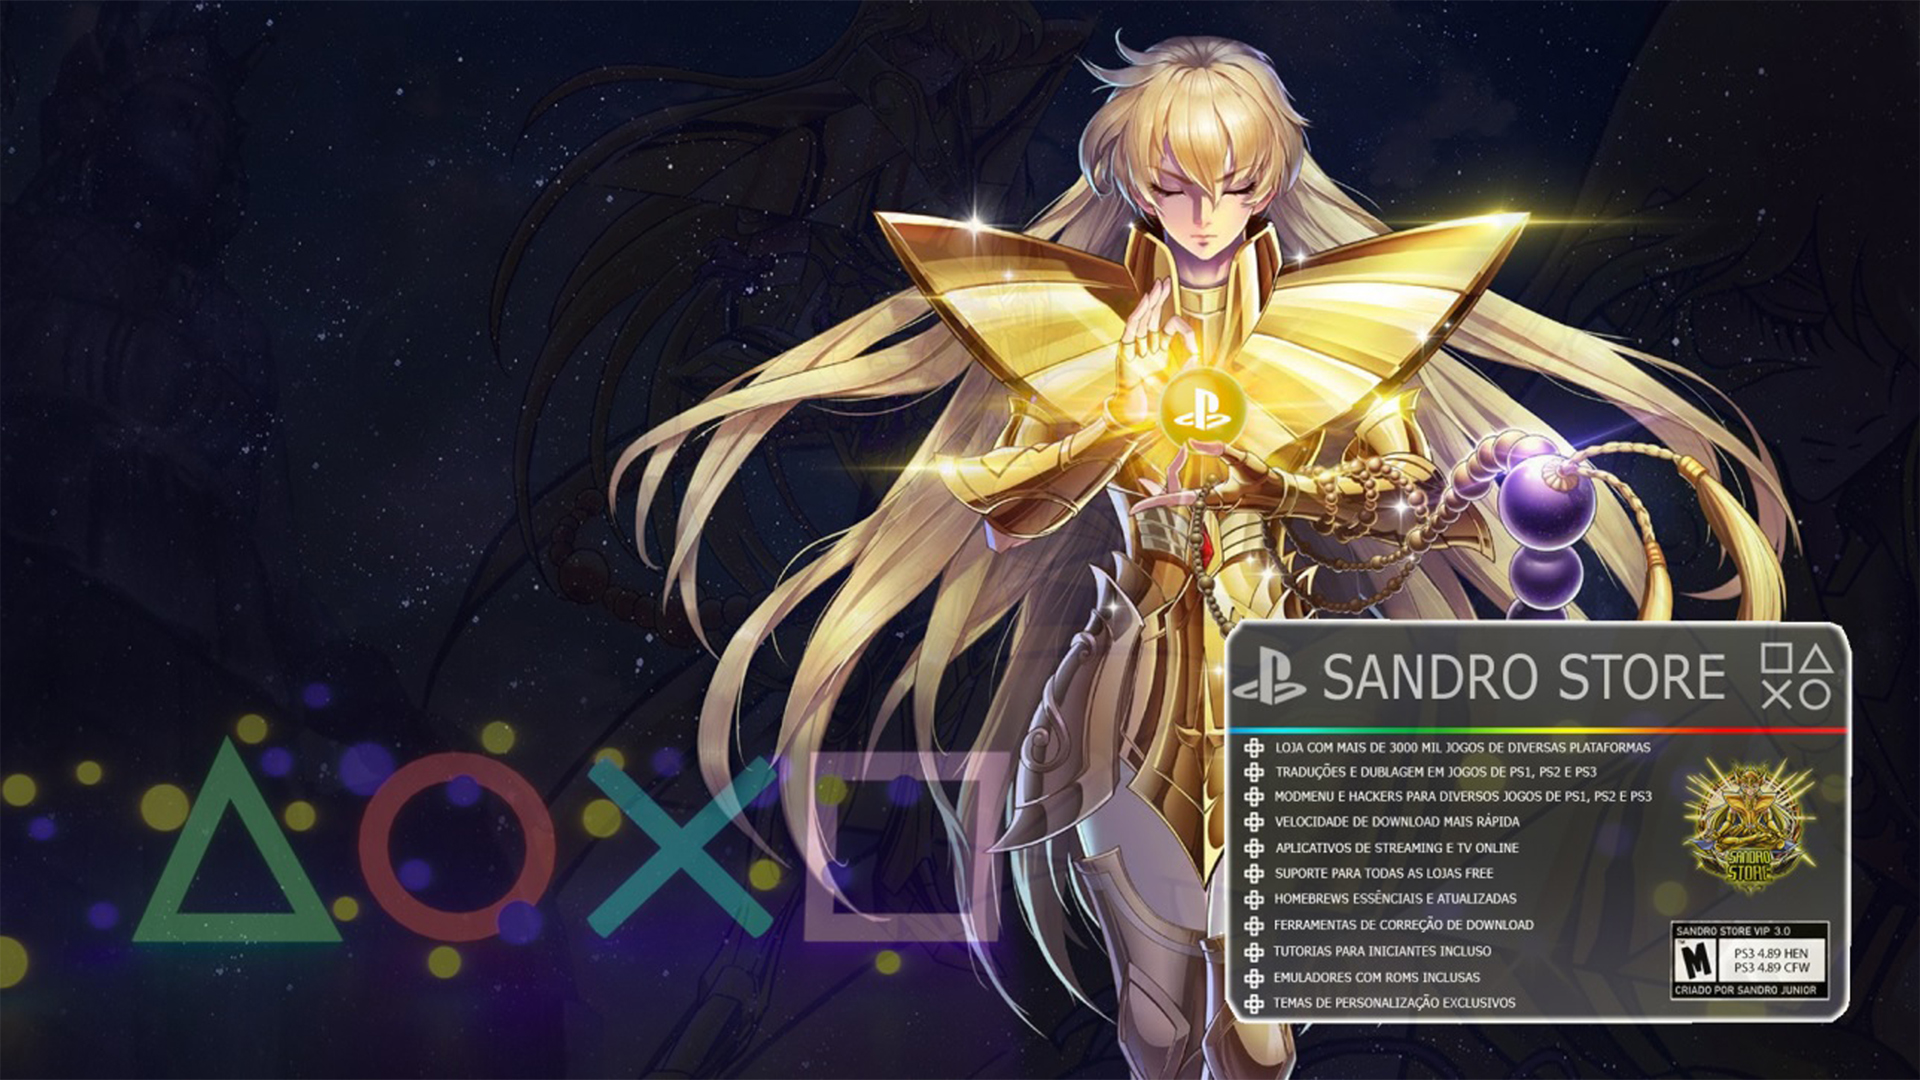 SANDRO STORE
LOJA COM MAIS DE 3000 MIL JOGOS DE DIVERSAS PLATAFORMAS
TRADUÇÕES E DUBLAGEM EM JOGOS DE PS1, PS2 E PS3
MODMENU E HACKERS PARA DIVERSOS JOGOS DE PS1, PS2 E PS3
VELOCIDADE DE DOWNLOAD MAIS RÁPIDA
APLICATIVOS DE STREAMING E TV ONLINE
SUPORTE PARA TODAS AS LOJAS FREE
HOMEBREWS ESSÊNCIAIS E ATUALIZADAS
FERRAMENTAS DE CORREÇÃO DE DOWNLOAD
TUTORIAS PARA INICIANTES INCLUSO
EMULADORES COM ROMS INCLUSAS
TEMAS DE PERSONALIZAÇÃO EXCLUSIVOS
SANDRO
STORE
SANDRO STORE VIP 3.0
M
PS3 4.89 HEN
PS3 4.89 CFW
CRIADO POR SANDRO JUNIOR